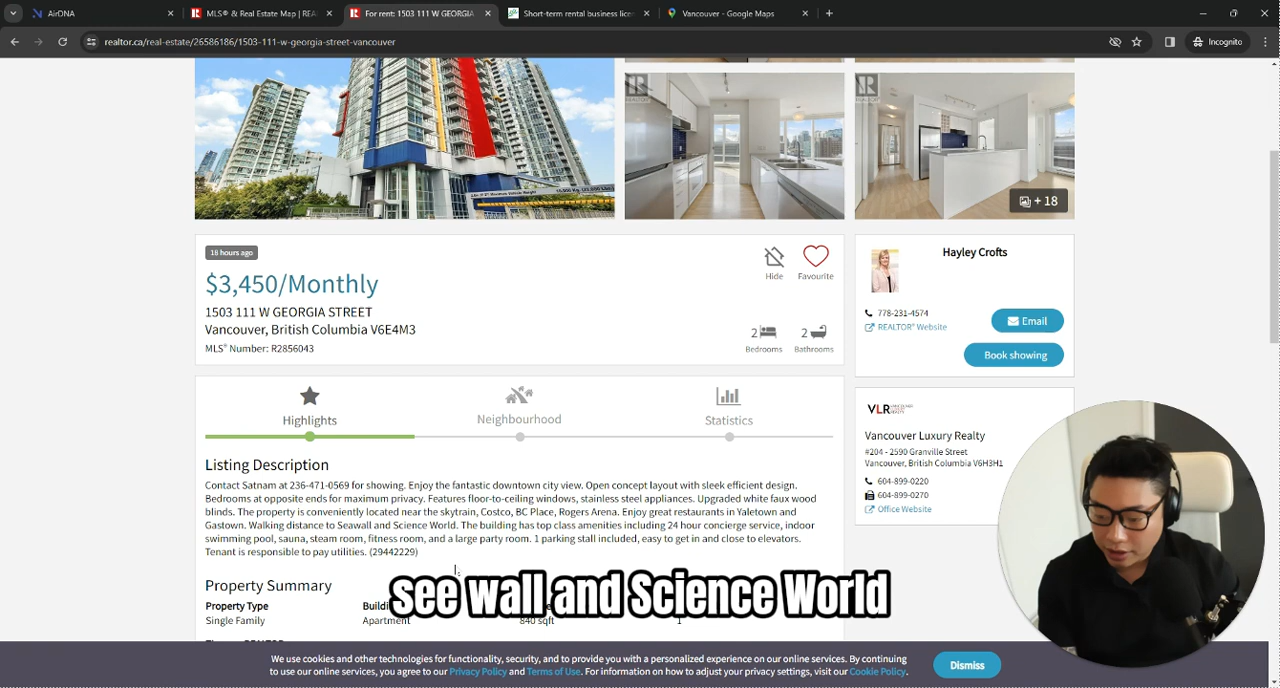 AirDNA
MLS® & Real Estate Map | REAL
For rent: 1503 111 W GEORGIA
Short-term rental business licen
Vancouver - Google Maps
realtor.ca/real-estate/26586186/1503-111-w-georgia-street-vancouver
Incognito
REALTOR
REALTOR
+ 18
18 hours ago
$3,450/Monthly
1503 111 W GEORGIA STREET
Vancouver, British Columbia V6E4M3
MLS® Number: R2856043
Hide
Favourite
2
Bedrooms
2
Bathrooms
Hayley Crofts
778-231-4574
REALTOR® Website
Email
Book showing
Highlights
Neighbourhood
Statistics
Listing Description
Contact Satnam at 236-471-0569 for showing. Enjoy the fantastic downtown city view. Open concept layout with sleek efficient design.
Bedrooms at opposite ends for maximum privacy. Features floor-to-ceiling windows, stainless steel appliances. Upgraded white faux wood
blinds. The property is conveniently located near the skytrain, Costco, BC Place, Rogers Arena. Enjoy great restaurants in Yaletown and
Gastown. Walking distance to Seawall and Science World. The building has top class amenities including 24 hour concierge service, indoor
swimming pool, sauna, steam room, fitness room, and a large party room. 1 parking stall included, easy to get in and close to elevators.
Tenant is responsible to pay utilities. (29442229)
VLR
Vancouver Luxury Realty
#204 - 2590 Granville Street
Vancouver, British Columbia V6H3H1
604-899-0220
604-899-0270
Office Website
Property Summary
Property Type
Single Family
Apartment
840 sqft
1
see wall and Science World
We use cookies and other technologies for functionality, security, and to provide you with a personalized experience on our online services. By continuing
to use our online services, you agree to our Privacy Policy and Terms of Use. For information on how to adjust your privacy settings, visit our Cookie Policy.
Dismiss